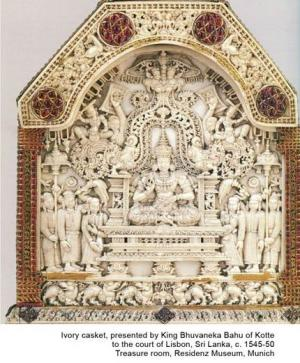 Ivory casket, presented by King Bhuvaneka Bahu of Kotte
to the court of Lisbon, Sri Lanka, c. 1545-50
Treasure room, Residenz Museum, Munich